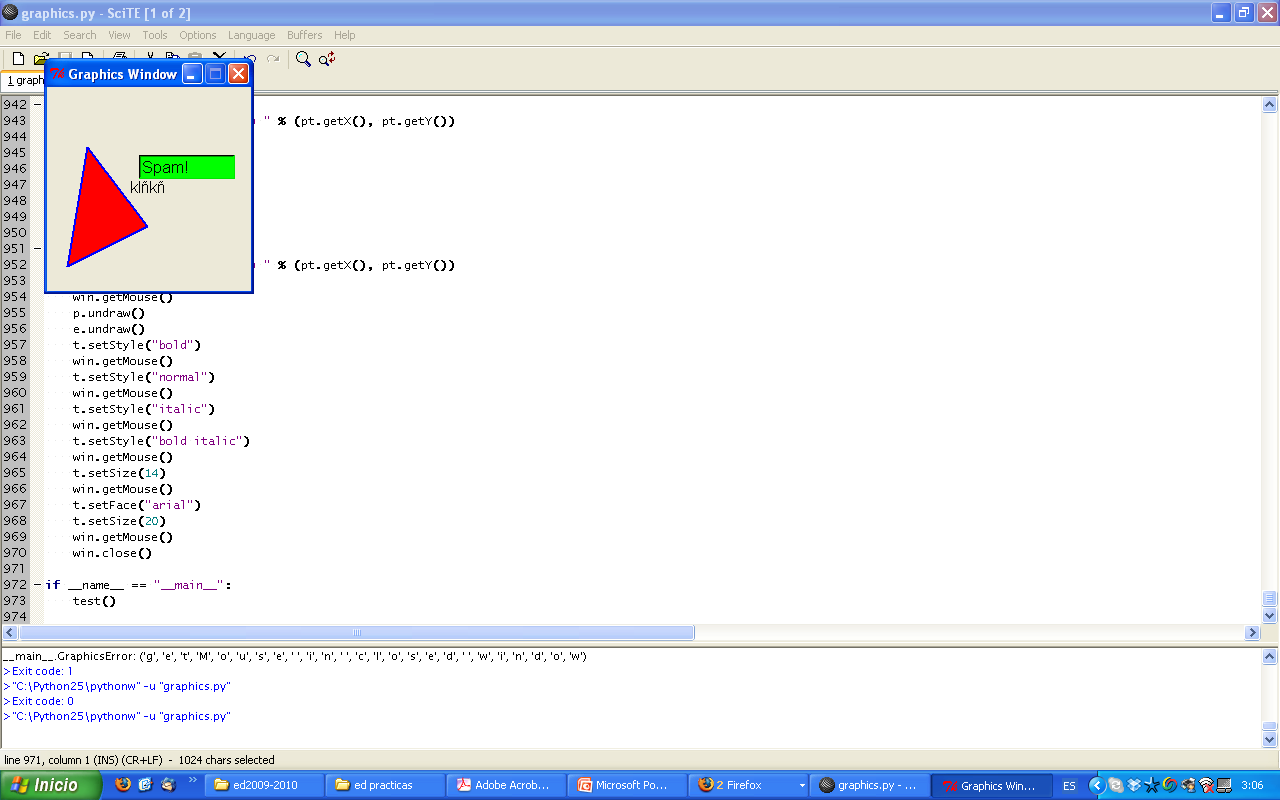 graphics.py - SciTE [1 of 2]
File Edit Search View Tools Options Language Buffers Help
1 graph
Graphics Window
Spam!
klñkñ
942
943 " % (pt.getX(), pt.getY())
944
945
946
947
948
949
950
951
952 " % (pt.getX(), pt.getY())
953
954 win.getMouse()
955 p.undraw()
956 e.undraw()
957 t.setStyle("bold")
958 win.getMouse()
959 t.setStyle("normal")
960 win.getMouse()
961 t.setStyle("italic")
962 win.getMouse()
963 t.setStyle("bold italic")
964 win.getMouse()
965 t.setSize(14)
966 win.getMouse()
967 t.setFace("arial")
968 t.setSize(20)
969 win.getMouse()
970 win.close()
971
972 if __name__ == "__main__":
973 test()
974
__main__.GraphicsError: ('g', 'e', 't', 'M', 'o', 'u', 's', 'e', ' ', 'i', 'n', ' ', 'c', 'l', 'o', 's', 'e', 'd', ' ', 'w', 'i', 'n', 'd', 'o', 'w')
>Exit code: 1
>"C:\Python25\pythonw" -u "graphics.py"
>Exit code: 0
>"C:\Python25\pythonw" -u "graphics.py"
line 971, column 1 (INS) (CR+LF) - 1024 chars selected
Inicio ed2009-2010 ed practicas Adobe Acrob... Microsoft Po... 2 Firefox graphics.py - ... Graphics Win... ES 3:06